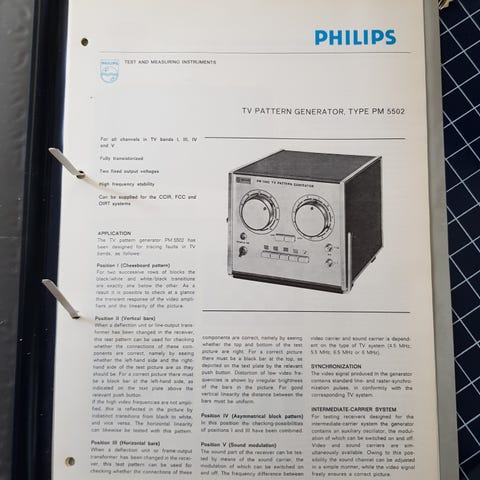 PHILIPS
PHILIPS
TEST AND MEASURING INSTRUMENTS
TV PATTERN GENERATOR, TYPE PM 5502
For all channels in TV bands I, III, IV
and V
Fully transistorized
Two fixed output voltages
High frequency stability
Can be supplied for the CCIR, FCC and
OIRT systems
PM 5502 TV PATTERN GENERATOR
APPLICATION
The TV pattern generator PM 5502 has
been designed for tracing faults in TV
bands, as follows:
Position I (Chessboard pattern)
For two successive rows of blocks the
black/white and white/black transitions
are exactly one below the other. As a
result it is possible to check at a glance
the transient response of the video ampli-
fiers and the linearity of the picture.
Position II (Vertical bars)
When a deflection unit or line-output trans-
former has been changed in the receiver,
this test pattern can be used for checking
whether the connections of these com-
ponents are correct, namely by seeing
whether the left-hand side and the right-
hand side of the test picture are as they
should be. For a correct picture there must
be a black bar at the left-hand side, as
indicated on the text plate above the
relevant push button.
If the high video frequencies are not ampli-
fied, this is reflected in the picture by
indistinct transitions from black to white,
and vice versa. The horizontal linearity
can likewise be tested with this pattern.
Position III (Horizontal bars)
When a deflection unit or frame-output
transformer has been changed in the recei-
ver, this test pattern can be used for
checking whether the connections of these
components are correct, namely by seeing
whether the top and bottom of the test
picture are right. For a correct picture
there must be a black bar at the top, as
depicted on the text plate by the relevant
push button. Distortion of low video fre-
quencies is shown by irregular brightness
of the bars in the picture. For good
vertical linearity the distance between the
bars must be uniform.
Position IV (Asymmetrical block pattern)
In this position the checking-possibilities
of positions I and III have been combined.
Position V (Sound modulation)
The sound part of the receiver can be tes-
ted by means of the sound carrier, the
modulation of which can be switched on
and off. The frequency difference between
video carrier and sound carrier is depend-
ent on the type of TV system (4.5 MHz,
5.5 MHz, 6.5 MHz or 6 MHz).
SYNCHRONIZATION
The video signal produced in the generator
contains standard line- and raster-synchro-
nization pulses, in conformity with the
corresponding TV system.
INTERMEDIATE-CARRIER SYSTEM
For testing receivers designed for the
intermediate-carrier system the generator
contains an auxiliary oscillator, the modul-
ation of which can be switched on and off.
Video and sound carriers are sim-
ultaneously available. Owing to this pos-
sibility the sound channel can be adjusted
in a simple manner, while the video signal
freely ensures a correct picture.